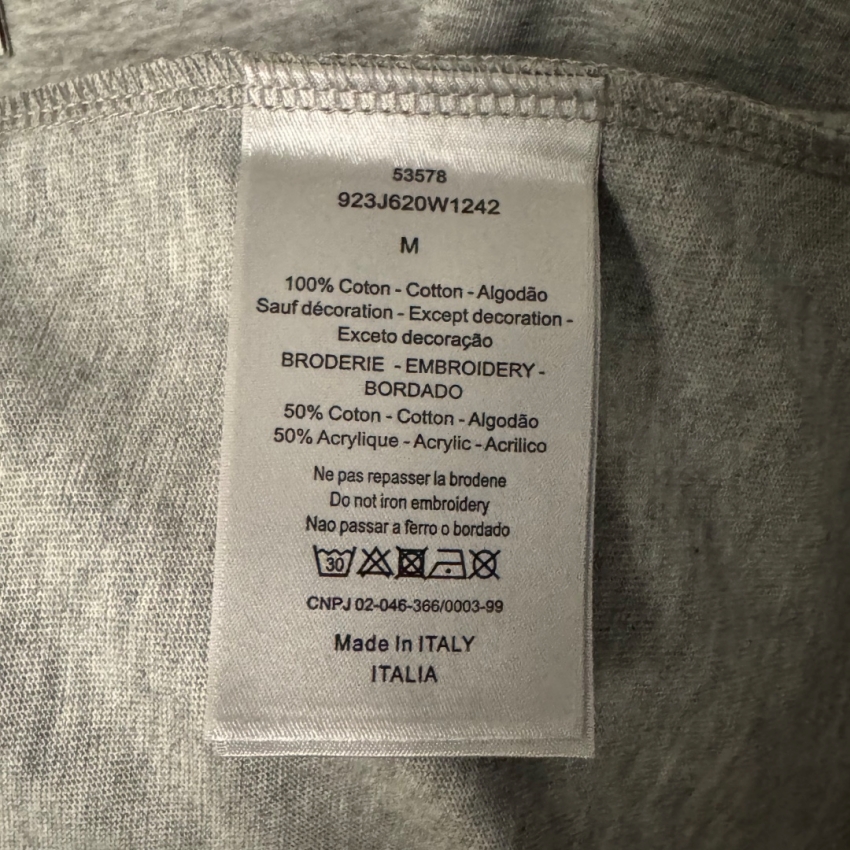 53578
923J620W1242
M
100% Coton - Cotton - Algodão
Sauf décoration - Except decoration -
Exceto decoração
BRODERIE - EMBROIDERY -
BORDADO
50% Coton - Cotton - Algodão
50% Acrylique - Acrylic - Acrilico
Ne pas repasser la brodene
Do not iron embroidery
Nao passar a ferro o bordado
30
CNPJ 02-046-366/0003-99
Made In ITALY
ITALIA